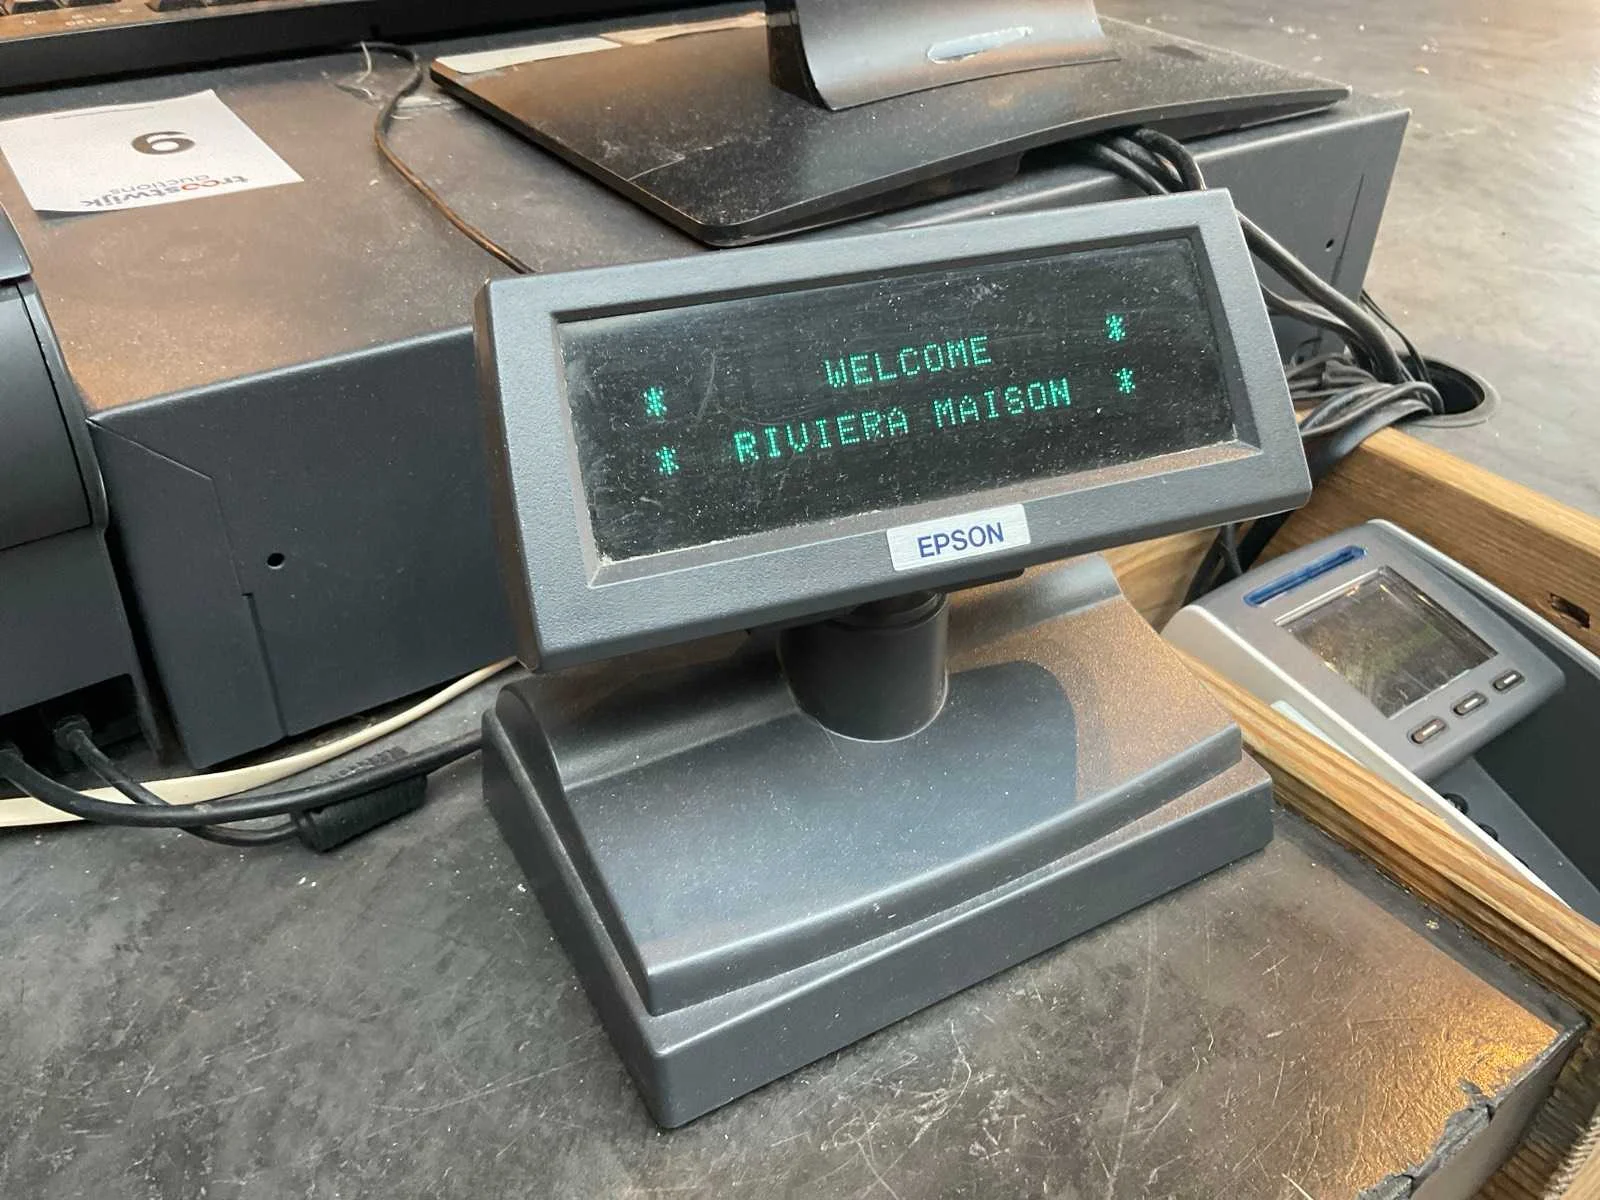 troostwijk
auctions
9
* WELCOME *
* RIVIERA MAISON *
EPSON